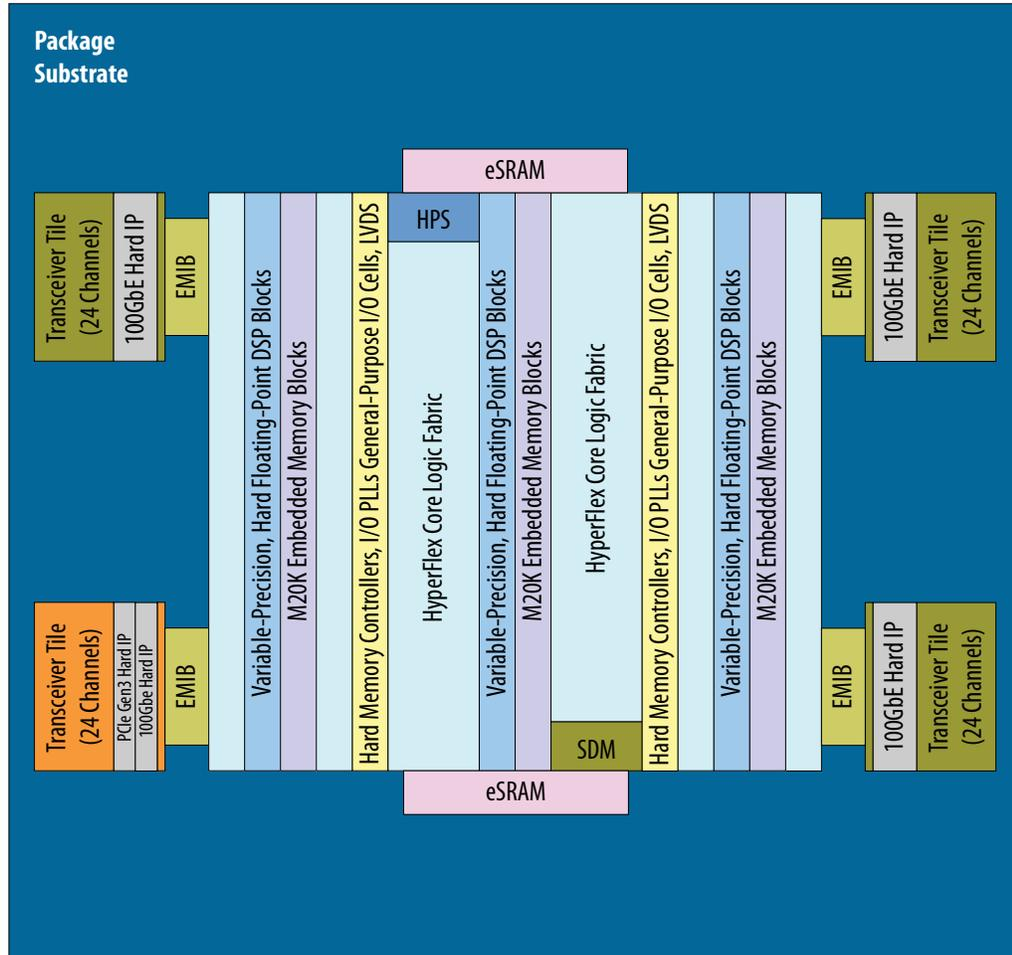 Package
Substrate
eSRAM
HPS
Transceiver Tile
(24 Channels)
100GbE Hard IP
EMIB
Variable-Precision, Hard Floating-Point DSP Blocks
M20K Embedded Memory Blocks
Hard Memory Controllers, I/O PLLs General-Purpose I/O Cells, LVDS
HyperFlex Core Logic Fabric
Variable-Precision, Hard Floating-Point DSP Blocks
M20K Embedded Memory Blocks
HyperFlex Core Logic Fabric
Hard Memory Controllers, I/O PLLs General-Purpose I/O Cells, LVDS
Variable-Precision, Hard Floating-Point DSP Blocks
M20K Embedded Memory Blocks
EMIB
100GbE Hard IP
Transceiver Tile
(24 Channels)
Transceiver Tile
(24 Channels)
PCIe Gen3 Hard IP
100Gbe Hard IP
EMIB
SDM
EMIB
100GbE Hard IP
Transceiver Tile
(24 Channels)
eSRAM